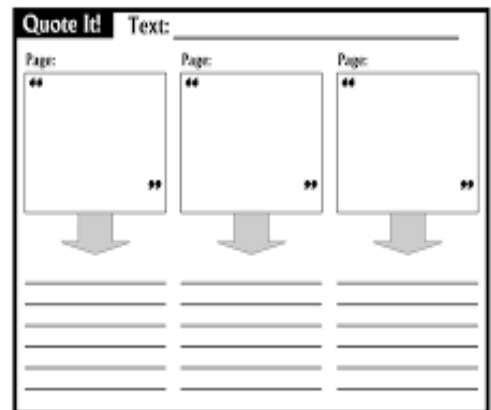 Quote It! Text:
Page: Page: Page:
“ “ “
” ” ”